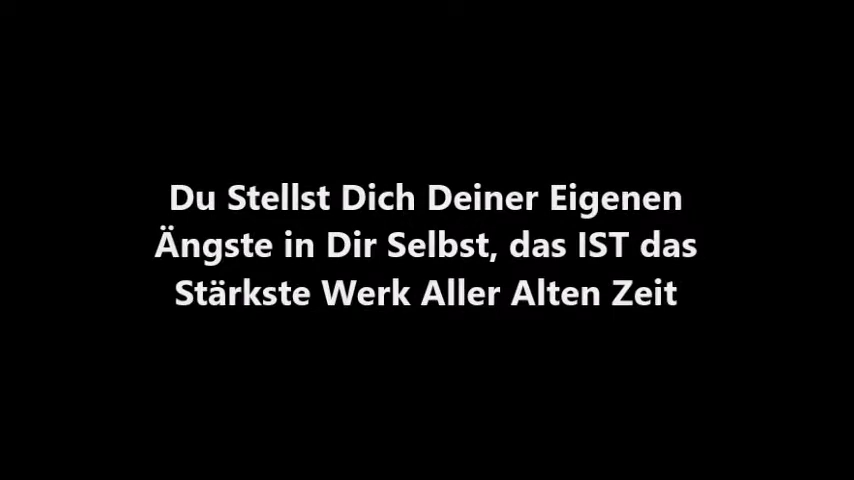 Du Stellst Dich Deiner Eigenen
Ängste in Dir Selbst, das IST das
Stärkste Werk Aller Alten Zeit